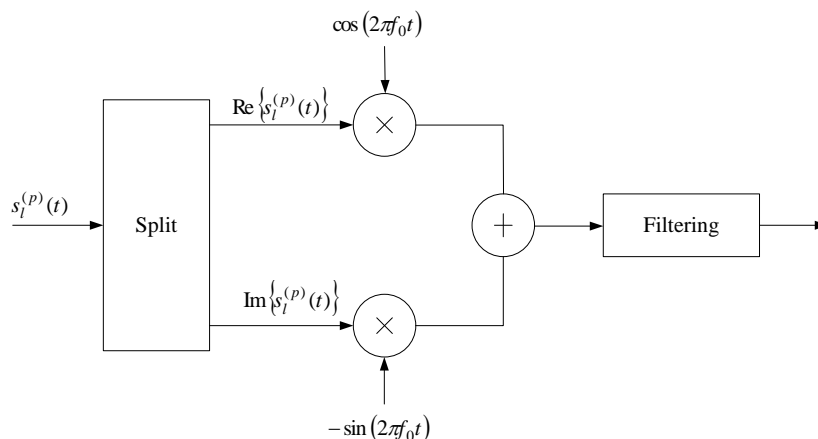 cos(2πf₀t)
Re{s_l^(p)(t)}
×
s_l^(p)(t)
Split
+
Filtering
Im{s_l^(p)(t)}
×
−sin(2πf₀t)